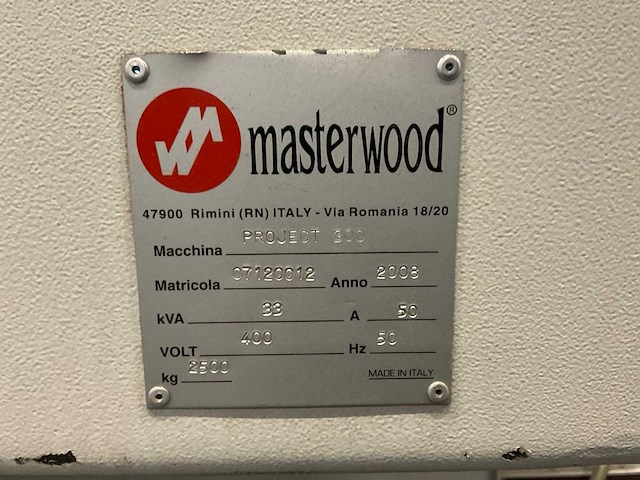 MW masterwood®
47900 Rimini (RN) ITALY - Via Romania 18/20
Macchina PROJECT 300
Matricola 07120012 Anno 2008
kVA 33 A 50
VOLT 400 Hz 50
kg 2500
MADE IN ITALY